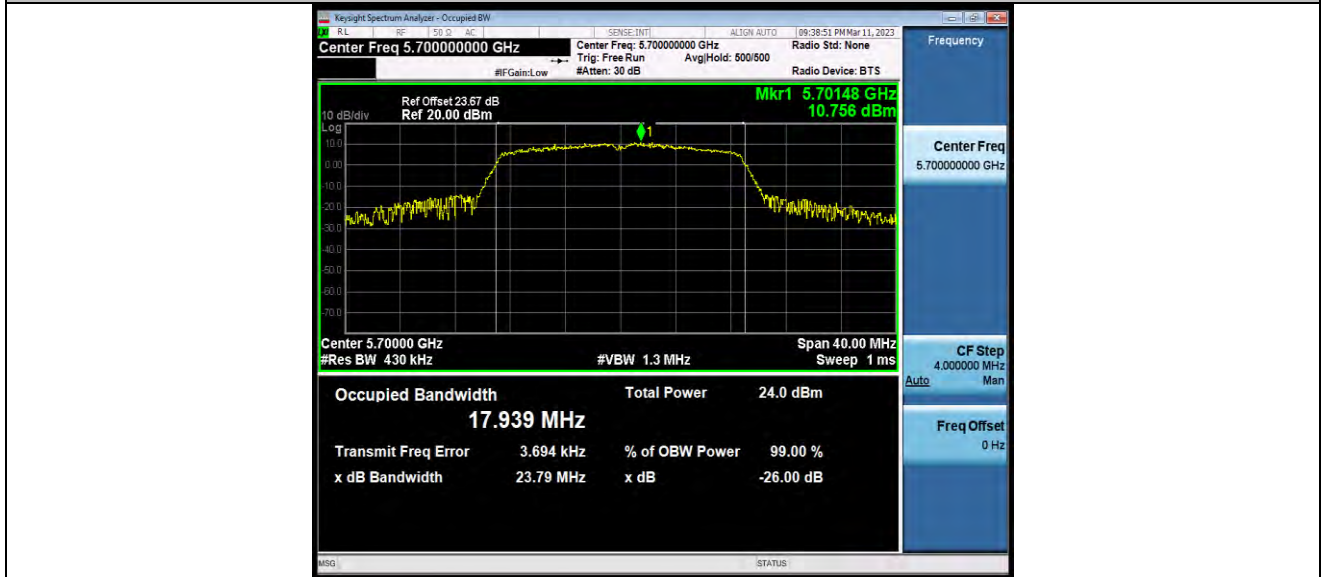 Keysight Spectrum Analyzer - Occupied BW
RL RF 50 Ω AC SENSE:INT ALIGN AUTO 09:38:51 PM Mar 11, 2023
Center Freq 5.700000000 GHz
Center Freq: 5.700000000 GHz Radio Std: None
Trig: Free Run Avg|Hold: 500/500
#IFGain:Low #Atten: 30 dB Radio Device: BTS
Frequency
Mkr1 5.70148 GHz
10.756 dBm
Ref Offset 23.67 dB
10 dB/div Ref 20.00 dBm
Log
1
10.0
0.00
-10.0
-20.0
-30.0
-40.0
-50.0
-60.0
-70.0
Center 5.70000 GHz Span 40.00 MHz
#Res BW 430 kHz #VBW 1.3 MHz Sweep 1 ms
Occupied Bandwidth Total Power 24.0 dBm
17.939 MHz
Transmit Freq Error 3.694 kHz % of OBW Power 99.00 %
x dB Bandwidth 23.79 MHz x dB -26.00 dB
Center Freq
5.700000000 GHz
CF Step
4.000000 MHz
Auto Man
Freq Offset
0 Hz
MSG STATUS